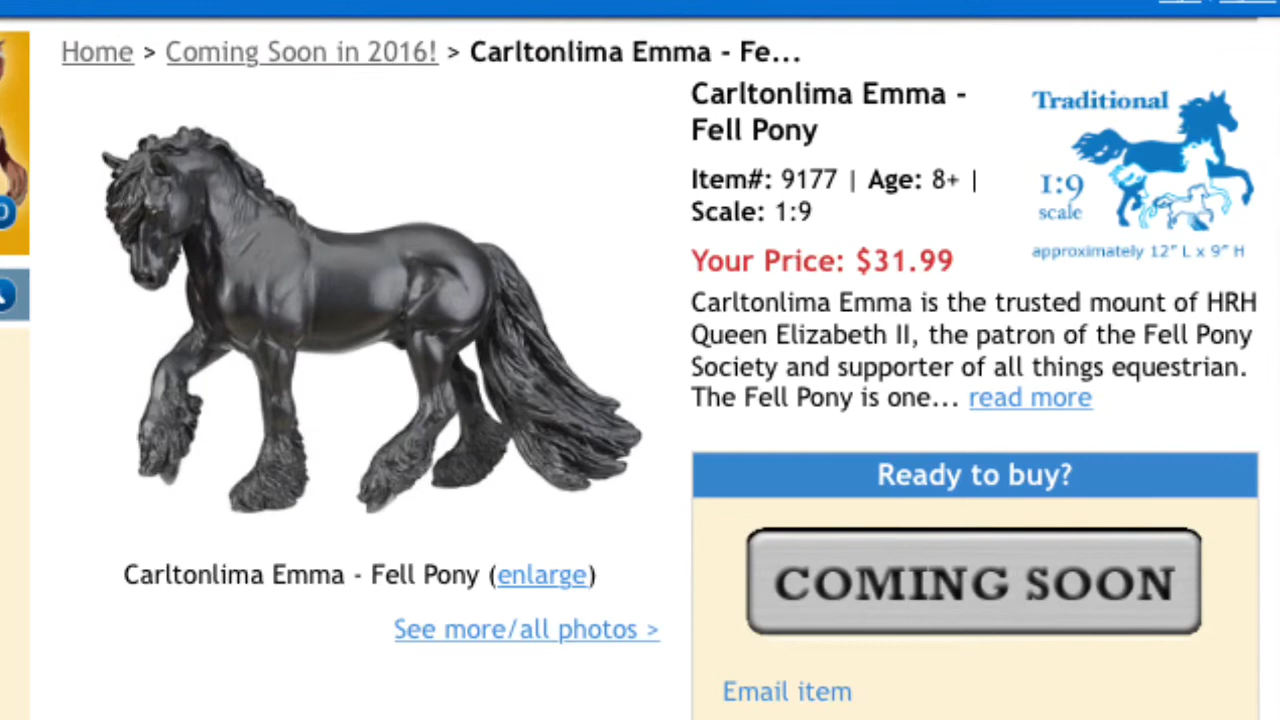 Home > Coming Soon in 2016! > Carltonlima Emma - Fe...
Carltonlima Emma -
Fell Pony
Traditional
1:9
scale
approximately 12" L x 9" H
Item#: 9177 | Age: 8+ |
Scale: 1:9
Your Price: $31.99
Carltonlima Emma is the trusted mount of HRH
Queen Elizabeth II, the patron of the Fell Pony
Society and supporter of all things equestrian.
The Fell Pony is one... read more
Ready to buy?
COMING SOON
Email item
Carltonlima Emma - Fell Pony (enlarge)
See more/all photos >